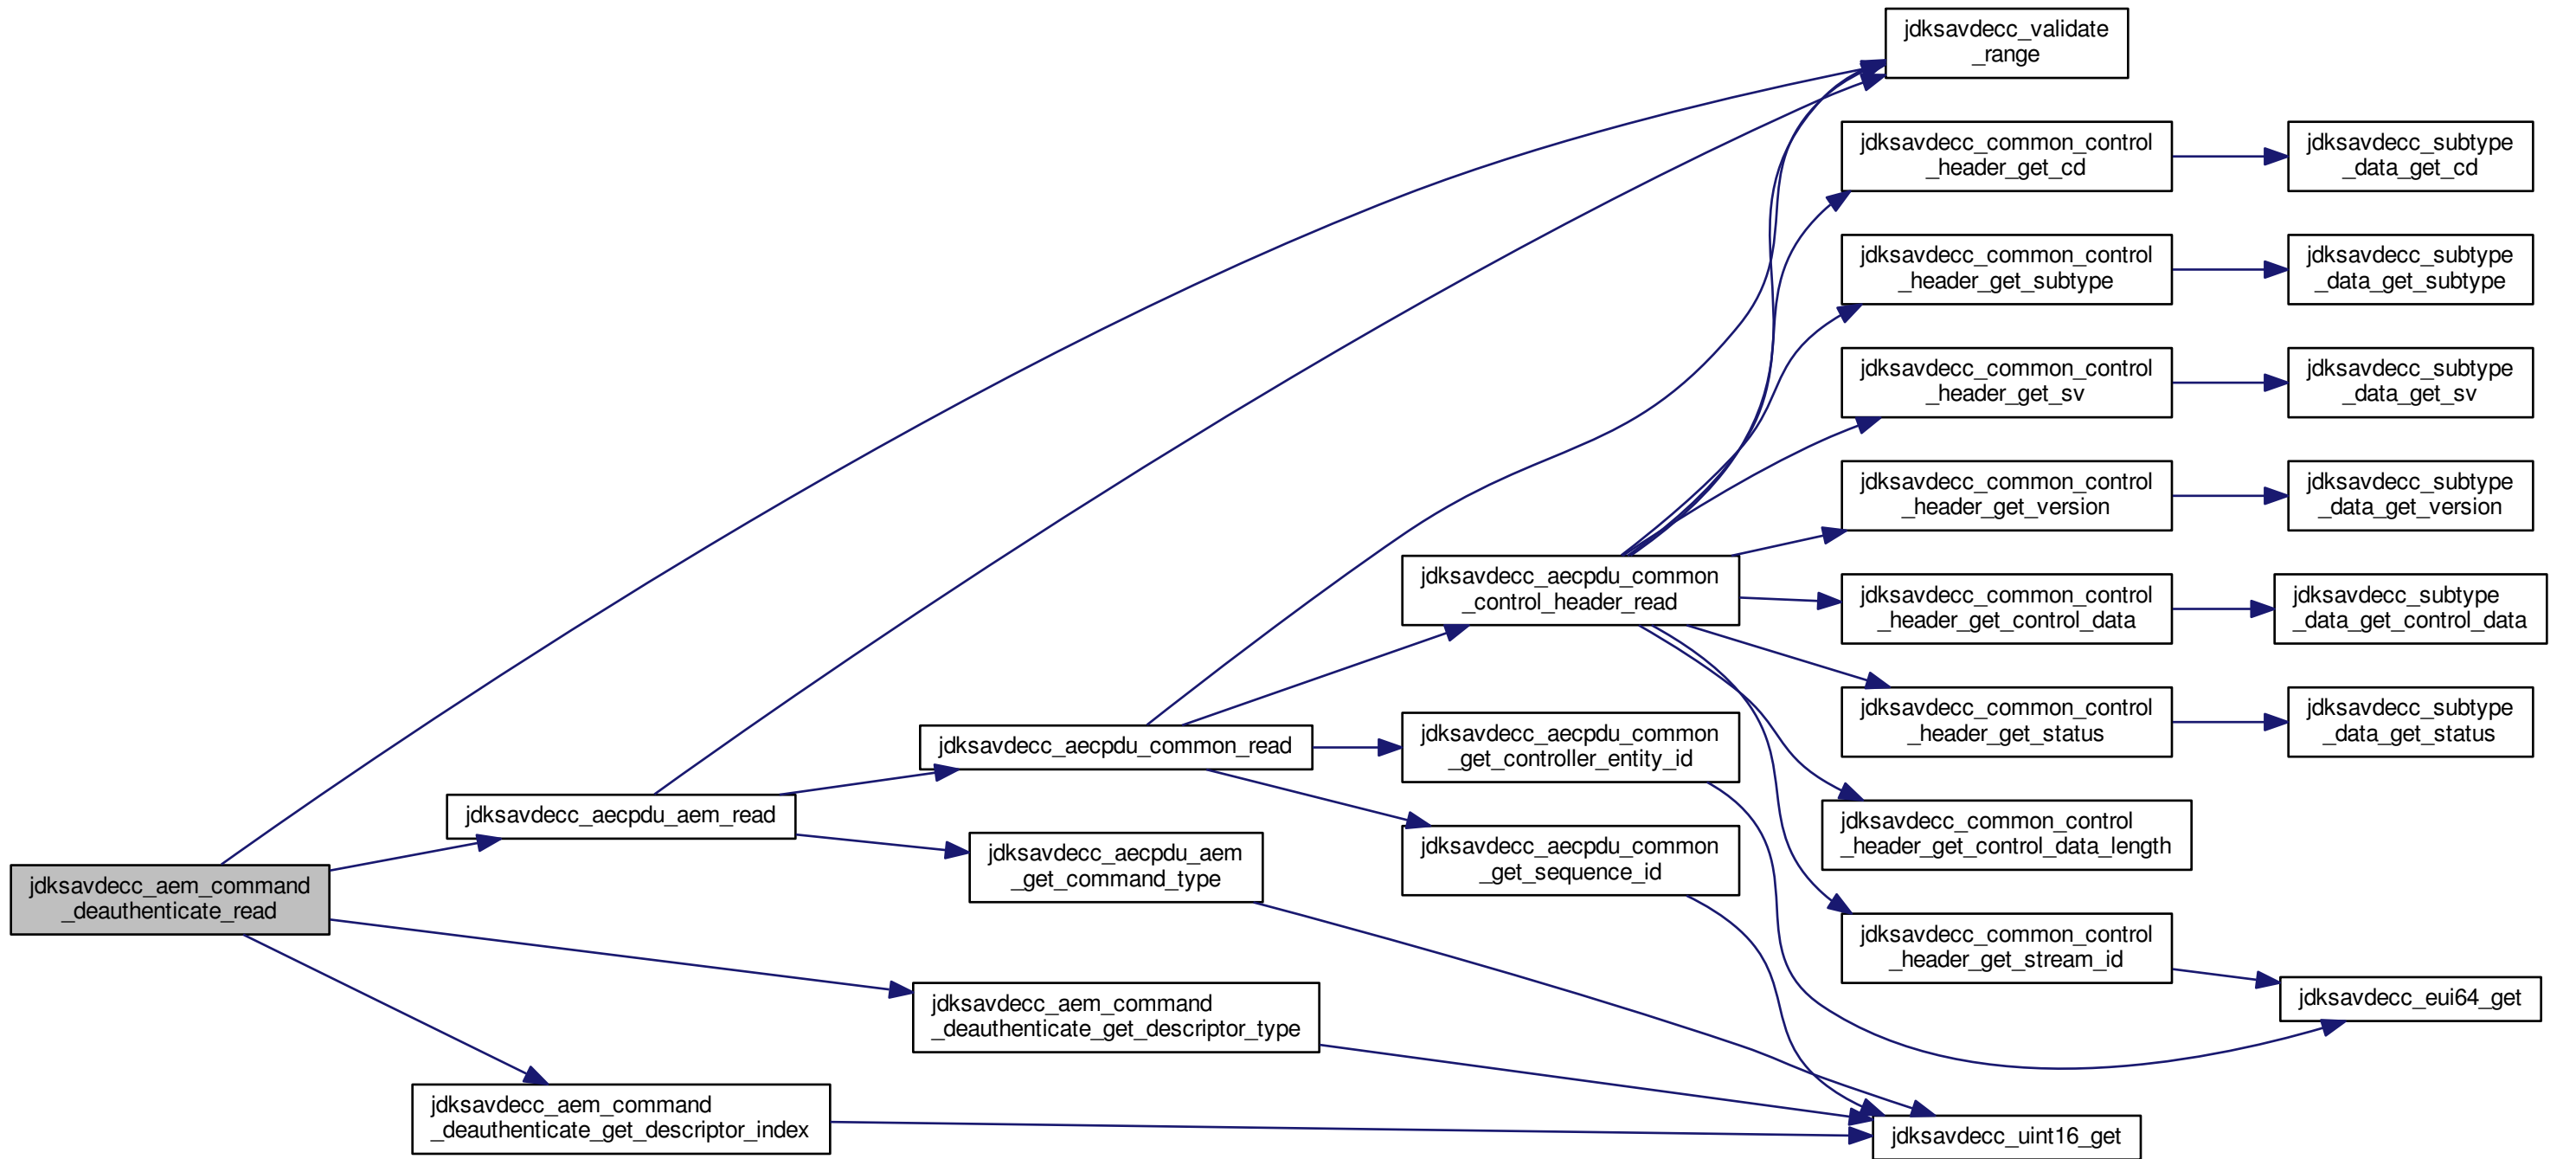 jdksavdecc_aem_command
_deauthenticate_read
jdksavdecc_validate
_range
jdksavdecc_aecpdu_aem_read
jdksavdecc_aecpdu_common_read
jdksavdecc_aecpdu_common
_control_header_read
jdksavdecc_common_control
_header_get_cd
jdksavdecc_subtype
_data_get_cd
jdksavdecc_common_control
_header_get_subtype
jdksavdecc_subtype
_data_get_subtype
jdksavdecc_common_control
_header_get_sv
jdksavdecc_subtype
_data_get_sv
jdksavdecc_common_control
_header_get_version
jdksavdecc_subtype
_data_get_version
jdksavdecc_common_control
_header_get_control_data
jdksavdecc_subtype
_data_get_control_data
jdksavdecc_common_control
_header_get_status
jdksavdecc_subtype
_data_get_status
jdksavdecc_common_control
_header_get_control_data_length
jdksavdecc_common_control
_header_get_stream_id
jdksavdecc_eui64_get
jdksavdecc_aecpdu_common
_get_controller_entity_id
jdksavdecc_aecpdu_common
_get_sequence_id
jdksavdecc_aecpdu_aem
_get_command_type
jdksavdecc_aem_command
_deauthenticate_get_descriptor_type
jdksavdecc_aem_command
_deauthenticate_get_descriptor_index
jdksavdecc_uint16_get